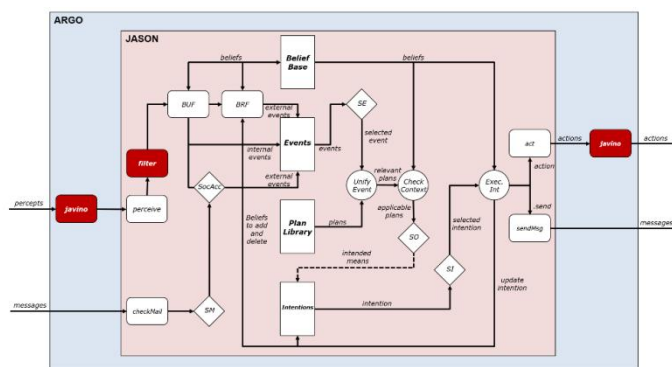 ARGO
JASON
beliefs
Belief
Base
beliefs
BUF
BRF
external
events
SE
Events
events
selected
event
internal
events
filter
SocAcc
external
events
act
actions
Javino
actions
percepts
Javino
perceive
Unify
Event
relevant
plans
Check
Context
Exec.
Int
action
Beliefs
to add
and
delete
Plan
Library
plans
applicable
plans
selected
intention
.send
sendMsg
messages
SO
intended
means
SI
update
intention
messages
checkMail
SM
Intentions
intention